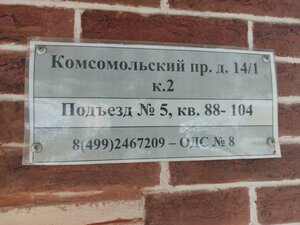 Комсомольский пр. д. 14/1
к.2
Подъезд № 5, кв. 88- 104
8(499)2467209 – ОДС № 8